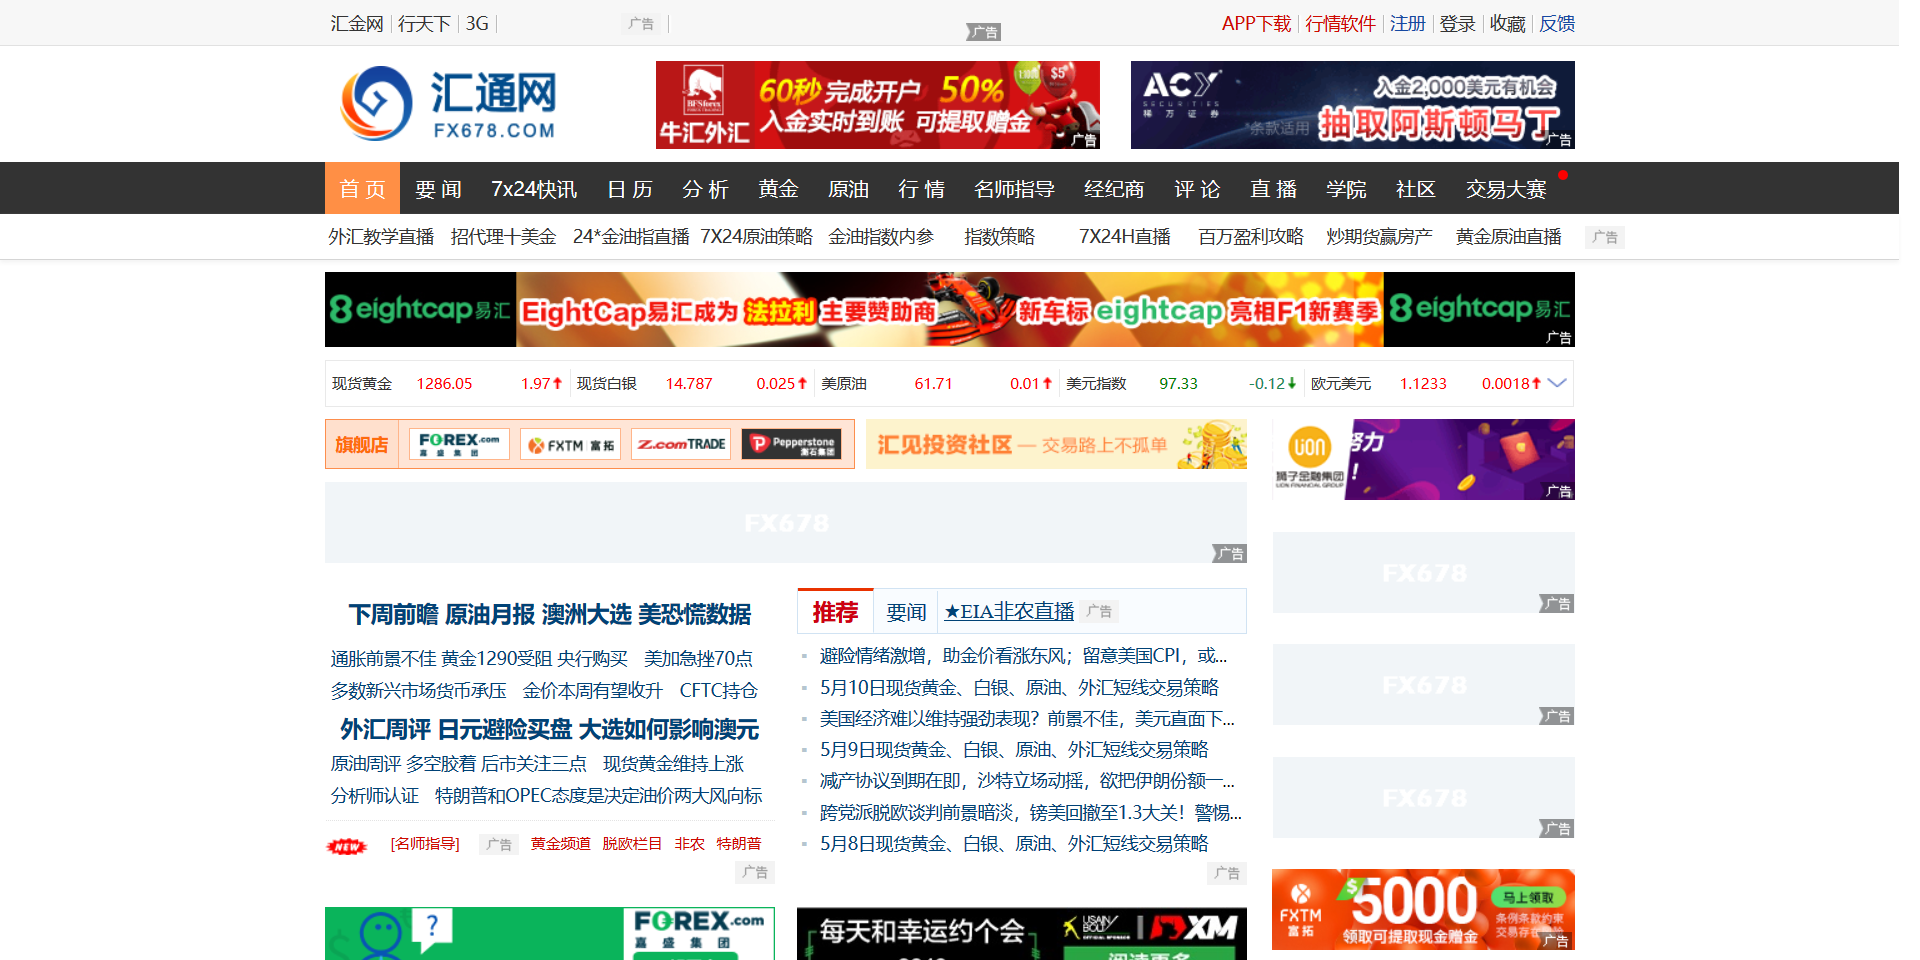 汇金网 行天下 3G 广告 广告 APP下载 行情软件 注册 登录 收藏 反馈
汇通网
FX678.COM
BFSforex
牛汇外汇
60秒 完成开户 50%
入金实时到账 可提取赠金
$5
广告
ACY
SECURITIES
稀万证券
入金2,000美元有机会
*条款适用 抽取阿斯顿马丁
广告
首页 要闻 7x24快讯 日历 分析 黄金 原油 行情 名师指导 经纪商 评论 直播 学院 社区 交易大赛
外汇教学直播 招代理十美金 24*金油指直播 7X24原油策略 金油指数内参 指数策略 7X24H直播 百万盈利攻略 炒期货赢房产 黄金原油直播 广告
eightcap易汇 EightCap易汇成为 法拉利 主要赞助商 新车标 eightcap 亮相F1新赛季 eightcap易汇
广告
现货黄金 1286.05 1.97 现货白银 14.787 0.025 美原油 61.71 0.01 美元指数 97.33 -0.12 欧元美元 1.1233 0.0018
旗舰店 FOREX.com 嘉盛集团 FXTM 富拓 Z.comTRADE Pepperstone 激石集团
汇见投资社区 — 交易路上不孤单
LION
狮子金融集团
LION FINANCIAL GROUP
努力
!
广告
FX678
广告
FX678
广告
FX678
广告
FX678
广告
下周前瞻 原油月报 澳洲大选 美恐慌数据
通胀前景不佳 黄金1290受阻 央行购买 美加急挫70点
多数新兴市场货币承压 金价本周有望收升 CFTC持仓
外汇周评 日元避险买盘 大选如何影响澳元
原油周评 多空胶着 后市关注三点 现货黄金维持上涨
分析师认证 特朗普和OPEC态度是决定油价两大风向标
NEW [名师指导] 广告 黄金频道 脱欧栏目 非农 特朗普
广告
推荐 要闻 ★EIA非农直播 广告
避险情绪激增，助金价看涨东风；留意美国CPI，或...
5月10日现货黄金、白银、原油、外汇短线交易策略
美国经济难以维持强劲表现？前景不佳，美元直面下...
5月9日现货黄金、白银、原油、外汇短线交易策略
减产协议到期在即，沙特立场动摇，欲把伊朗份额一...
跨党派脱欧谈判前景暗淡，镑美回撤至1.3大关！警惕...
5月8日现货黄金、白银、原油、外汇短线交易策略
广告
FXTM
富拓
$5000
领取可提取现金赠金
马上领取
条例条款约束
广告
?
FOREX.com
嘉盛集团
每天和幸运约个会
USAIN BOLT
XM
阅读更多